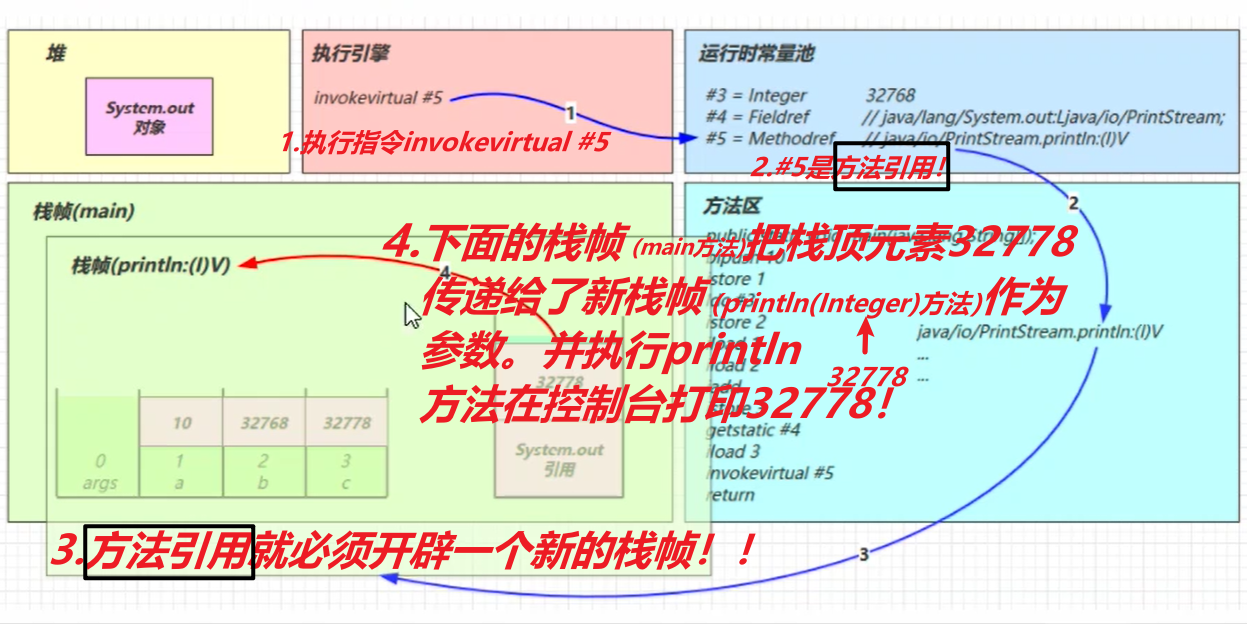 堆
System.out
对象
执行引擎
invokevirtual #5
1
1.执行指令invokevirtual #5
运行时常量池
#3 = Integer 32768
#4 = Fieldref // java/lang/System.out:Ljava/io/PrintStream;
#5 = Methodref // java/io/PrintStream.println:(I)V
2.#5是方法引用!
2
栈帧(main)
栈帧(println:(I)V)
4
4.下面的栈帧(main方法)把栈顶元素32778
传递给了新栈帧(println(Integer)方法)作为
参数。并执行println
方法在控制台打印32778!
32778
32778
System.out
引用
10 32768 32778
0 1 2 3
args a b c
方法区
istore 1
istore 2
iload 2
getstatic #4
iload 3
invokevirtual #5
return
java/io/PrintStream.println:(I)V
...
...
3.方法引用就必须开辟一个新的栈帧！！
3